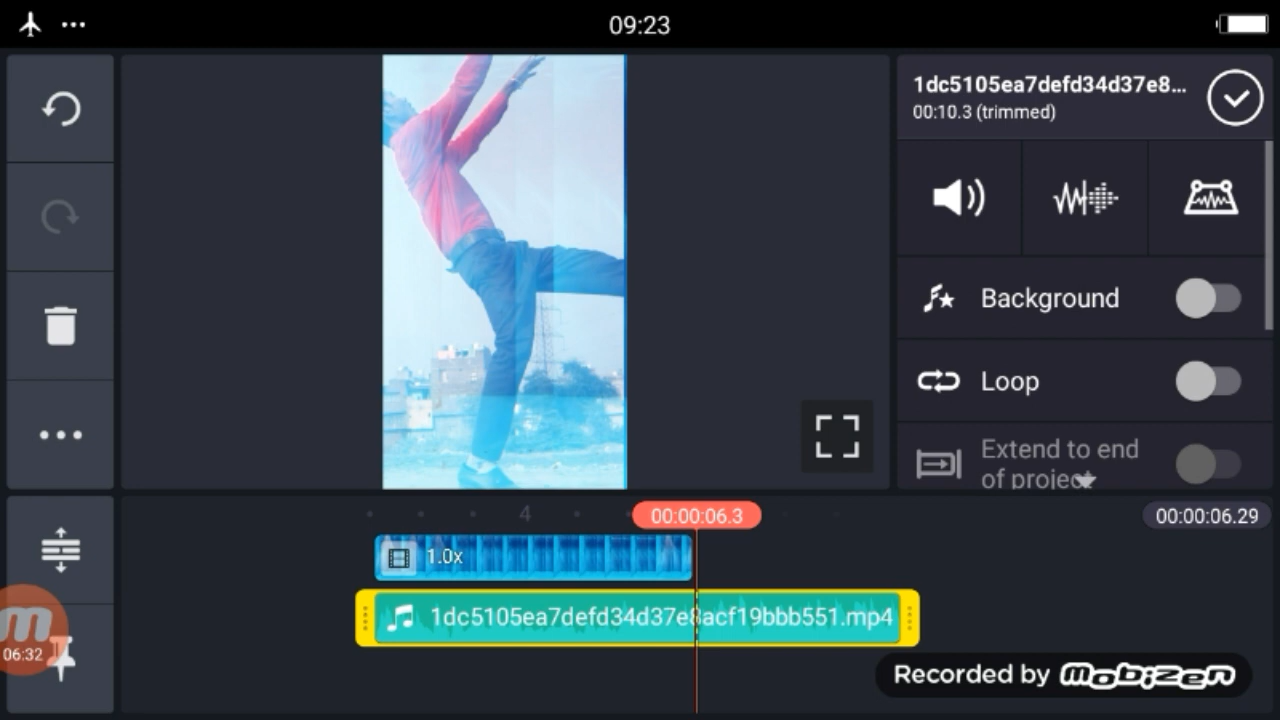 09:23
1dc5105ea7defd34d37e8...
00:10.3 (trimmed)
Background
Loop
Extend to end
of project
4
00:00:06.3
00:00:06.29
1.0x
1dc5105ea7defd34d37e8acf19bbb551.mp4
06:32
Recorded by mobizen